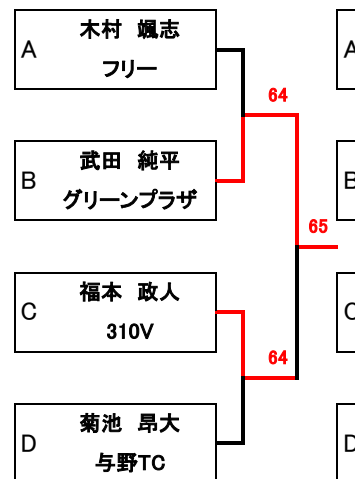 A
木村 颯志
フリー
64
B
武田 純平
グリーンプラザ
65
C
福本 政人
310V
64
D
菊池 昂大
与野TC
A
B
C
D